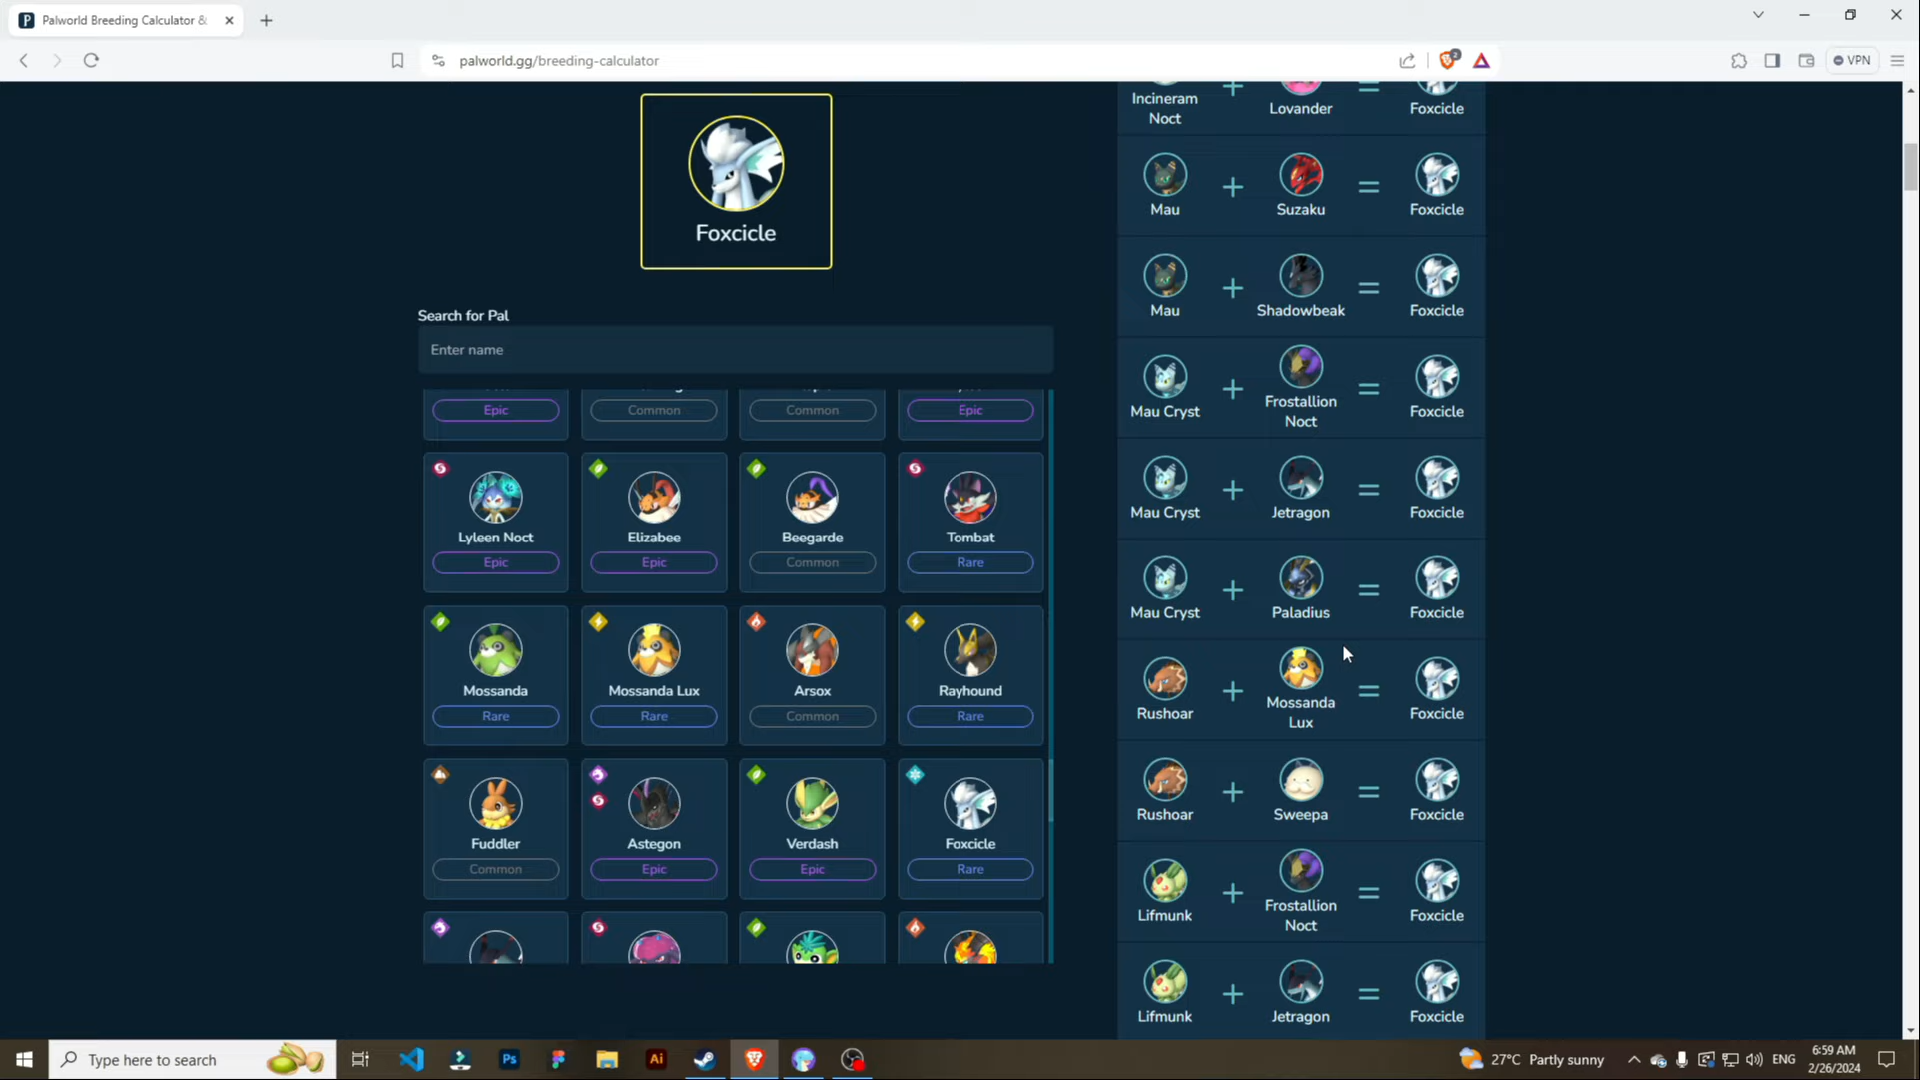 Palworld Breeding Calculator &
palworld.gg/breeding-calculator
VPN
Foxcicle
Search for Pal
Enter name
Epic
Common
Common
Epic
Lyleen Noct
Epic
Elizabee
Epic
Beegarde
Common
Tombat
Rare
Mossanda
Rare
Mossanda Lux
Rare
Arsox
Common
Rayhound
Rare
Fuddler
Common
Astegon
Epic
Verdash
Epic
Foxcicle
Rare
Incineram
Noct
+
Lovander
=
Foxcicle
Mau
+
Suzaku
=
Foxcicle
Mau
+
Shadowbeak
=
Foxcicle
Mau Cryst
+
Frostallion
Noct
=
Foxcicle
Mau Cryst
+
Jetragon
=
Foxcicle
Mau Cryst
+
Paladius
=
Foxcicle
Rushoar
+
Mossanda
Lux
=
Foxcicle
Rushoar
+
Sweepa
=
Foxcicle
Lifmunk
+
Frostallion
Noct
=
Foxcicle
Lifmunk
+
Jetragon
=
Foxcicle
Type here to search
Ps
Ai
27°C Partly sunny
ENG
6:59 AM
2/26/2024